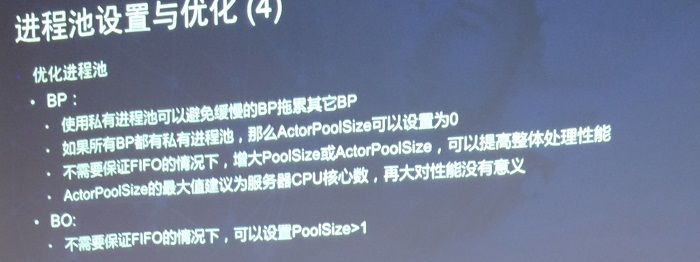 进程池设置与优化 (4)
优化进程池
• BP：
• 使用私有进程池可以避免缓慢的BP拖累其它BP
• 如果所有BP都有私有进程池，那么ActorPoolSize可以设置为0
• 不需要保证FIFO的情况下，增大PoolSize或ActorPoolSize，可以提高整体处理性能
• ActorPoolSize的最大值建议为服务器CPU核心数，再大对性能没有意义
• BO:
• 不需要保证FIFO的情况下，可以设置PoolSize>1